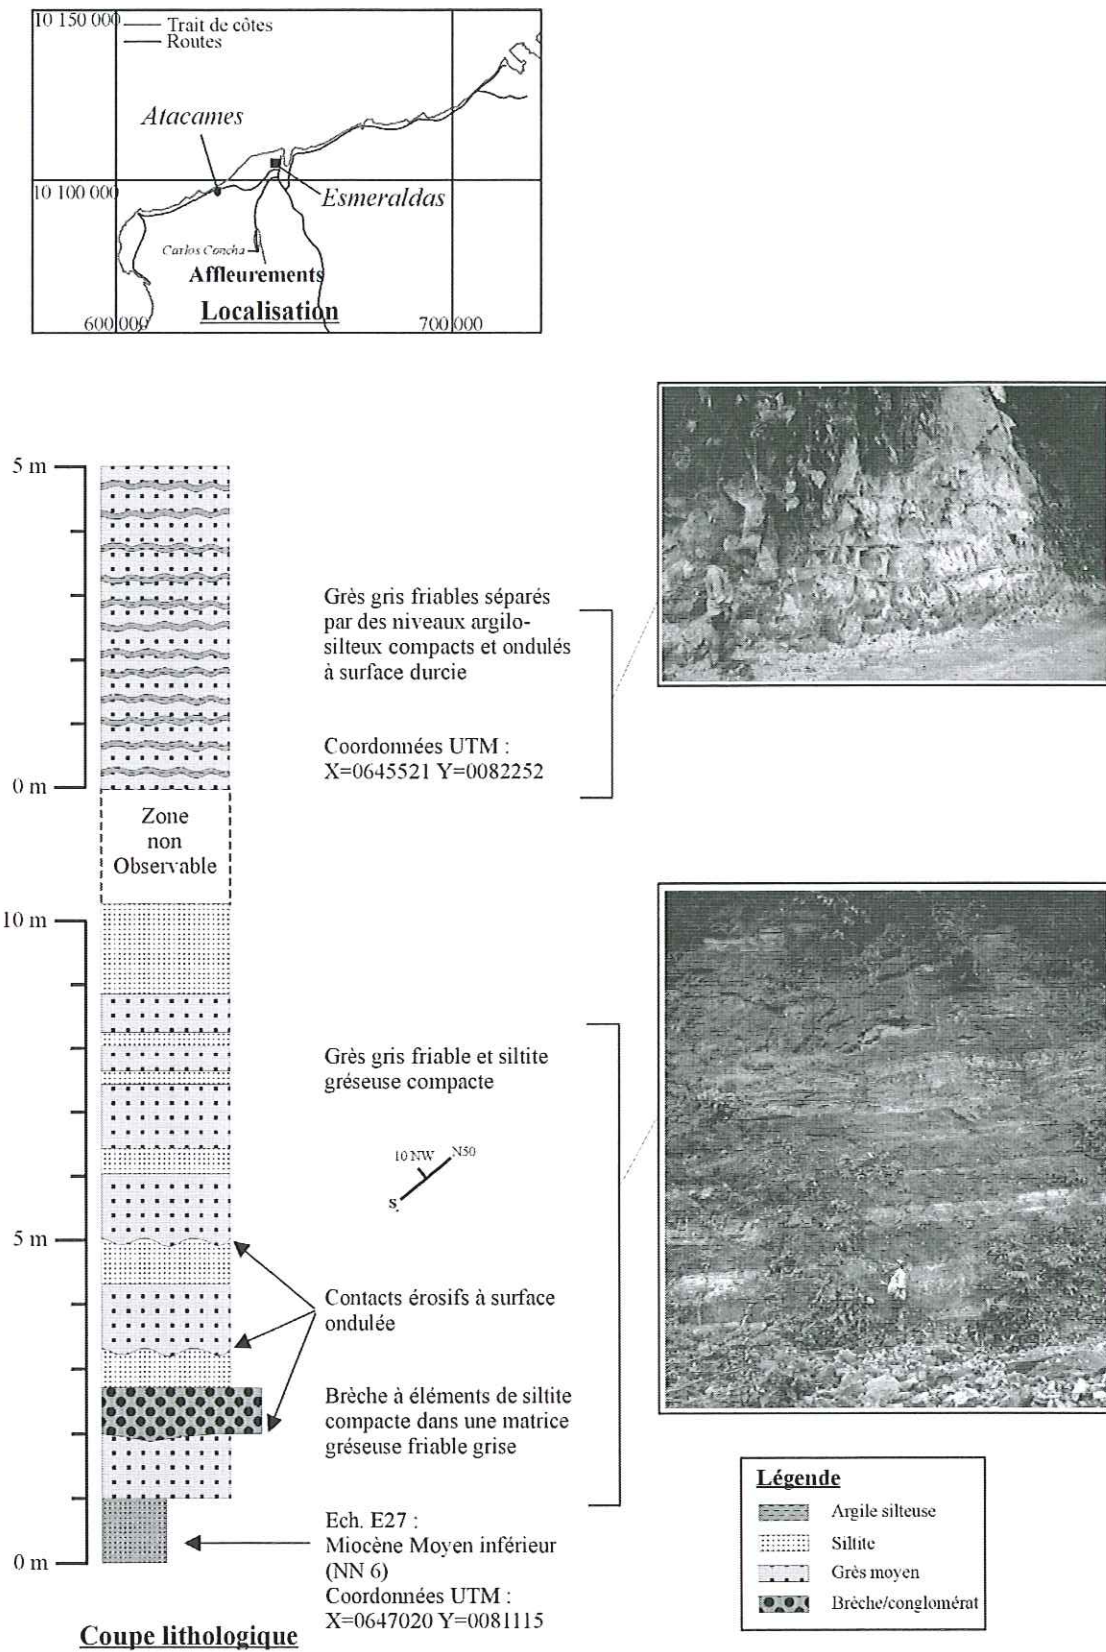 10 150 000
Trait de côtes
Routes
Atacames
10 100 000
Esmeraldas
Carlos Concha
Affleurements
Localisation
600 000
700 000
5 m
Grès gris friables séparés
par des niveaux argilo-
silteux compacts et ondulés
à surface durcie
Coordonnées UTM :
X=0645521 Y=0082252
0 m
Zone
non
Observable
10 m
Grès gris friable et siltite
gréseuse compacte
10 NW
N50
S.
5 m
Contacts érosifs à surface
ondulée
Brèche à éléments de siltite
compacte dans une matrice
gréseuse friable grise
Ech. E27 :
Miocène Moyen inférieur
(NN 6)
Coordonnées UTM :
X=0647020 Y=0081115
0 m
Coupe lithologique
Légende
Argile silteuse
Siltite
Grès moyen
Brèche/conglomérat